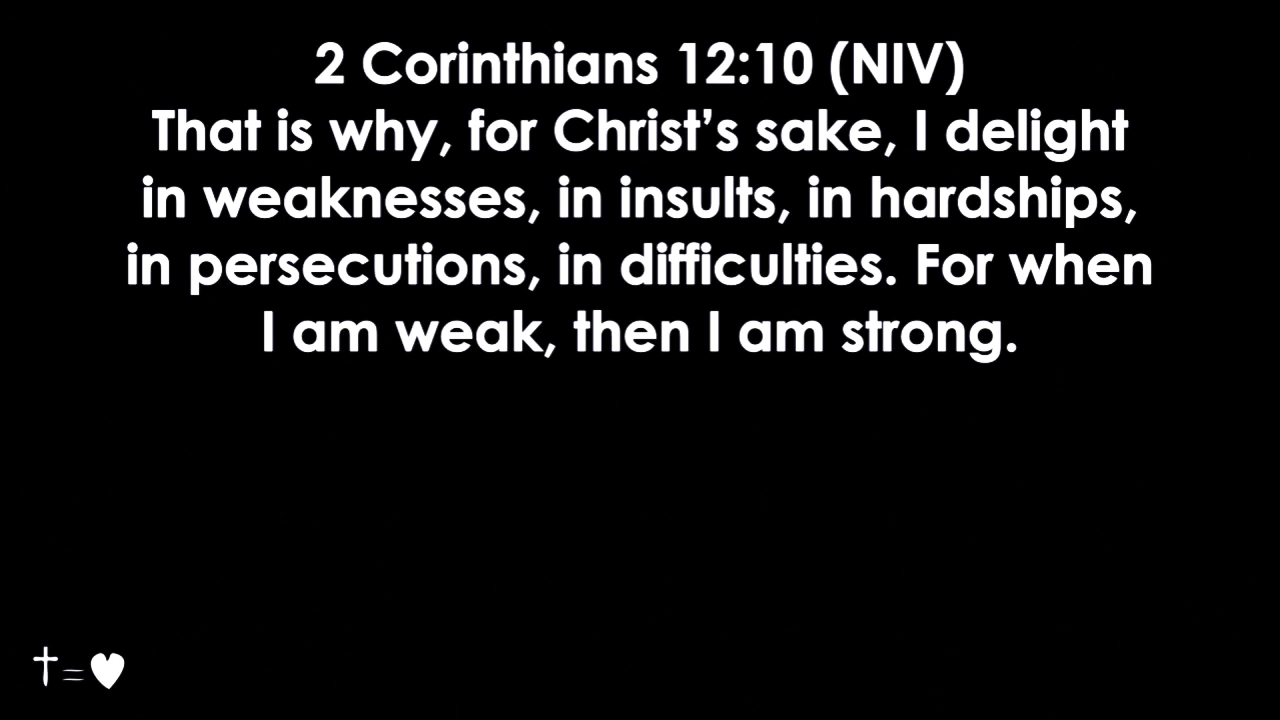 2 Corinthians 12:10 (NIV)
That is why, for Christ’s sake, I delight
in weaknesses, in insults, in hardships,
in persecutions, in difficulties. For when
I am weak, then I am strong.